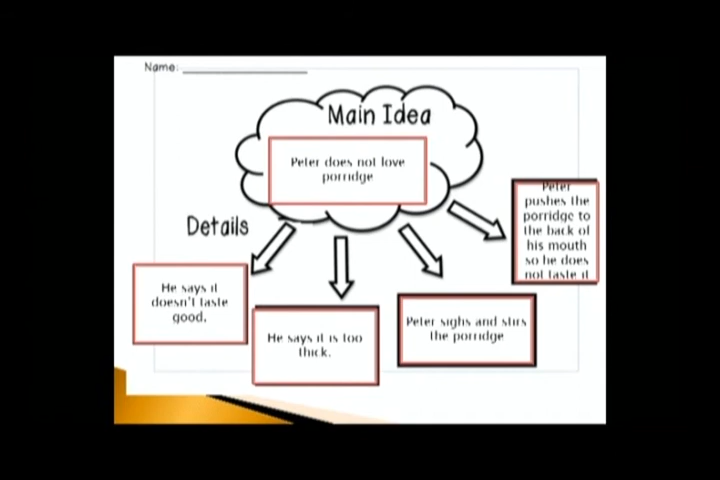 Name:
Main Idea
Peter does not love
porridge
Details
He says it
doesn't taste
good.
He says it is too
thick.
Peter sighs and stirs
the porridge
Peter
pushes the
porridge to
the back of
his mouth
so he does
not taste it